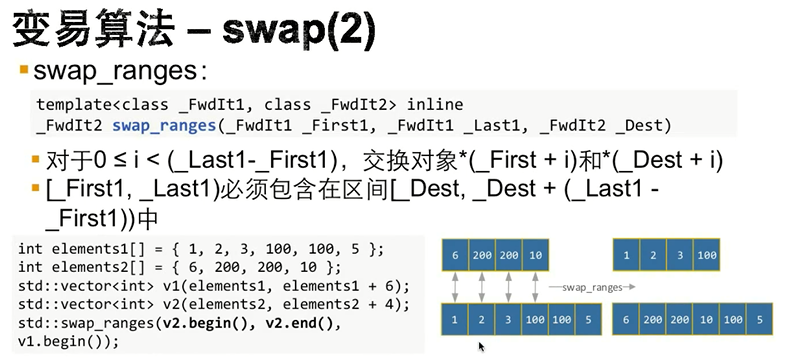 变易算法 – swap(2)
swap_ranges：
template<class _FwdIt1, class _FwdIt2> inline
_FwdIt2 swap_ranges(_FwdIt1 _First1, _FwdIt1 _Last1, _FwdIt2 _Dest)
对于0 ≤ i < (_Last1-_First1)，交换对象*(_First + i)和*(_Dest + i)
[_First1, _Last1)必须包含在区间[_Dest, _Dest + (_Last1 -
_First1))中
int elements1[] = { 1, 2, 3, 100, 100, 5 };
int elements2[] = { 6, 200, 200, 10 };
std::vector<int> v1(elements1, elements1 + 6);
std::vector<int> v2(elements2, elements2 + 4);
std::swap_ranges(v2.begin(), v2.end(),
v1.begin());
6 200 200 10
1 2 3 100
swap_ranges
1 2 3 100 100 5
6 200 200 10 100 5